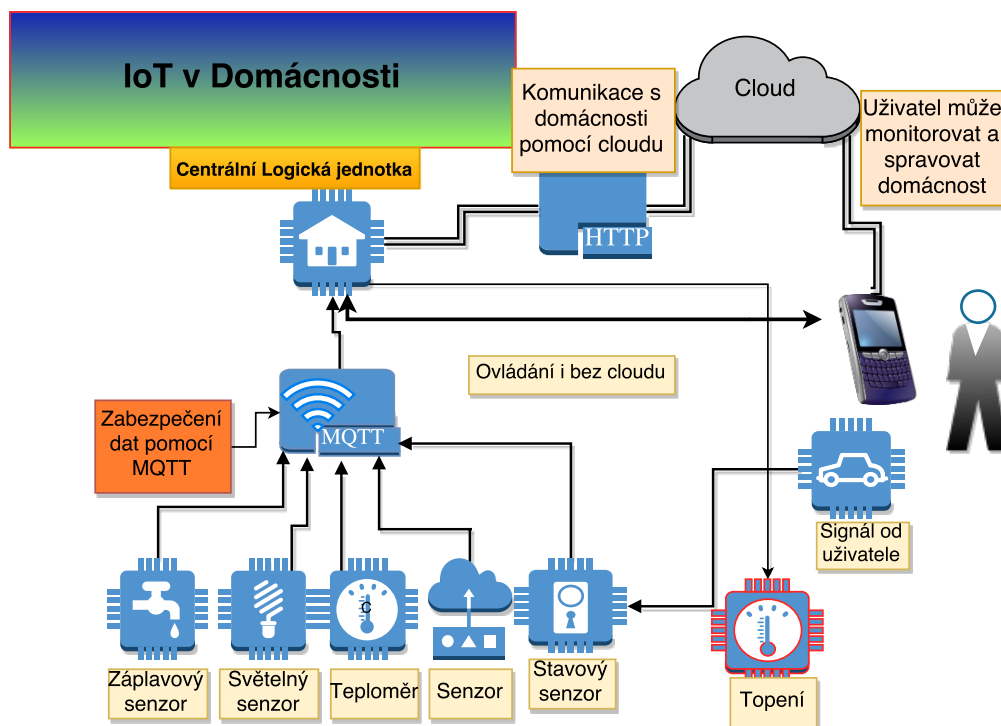 IoT v Domácnosti
Centrální Logická jednotka
Komunikace s
domácnosti
pomocí cloudu
Cloud
Uživatel může
monitorovat a
spravovat
domácnost
HTTP
Ovládání i bez cloudu
Zabezpečení
dat pomocí
MQTT
MQTT
Signál od
uživatele
C
Záplavový
senzor
Světelný
senzor
Teploměr
Senzor
Stavový
senzor
Topení